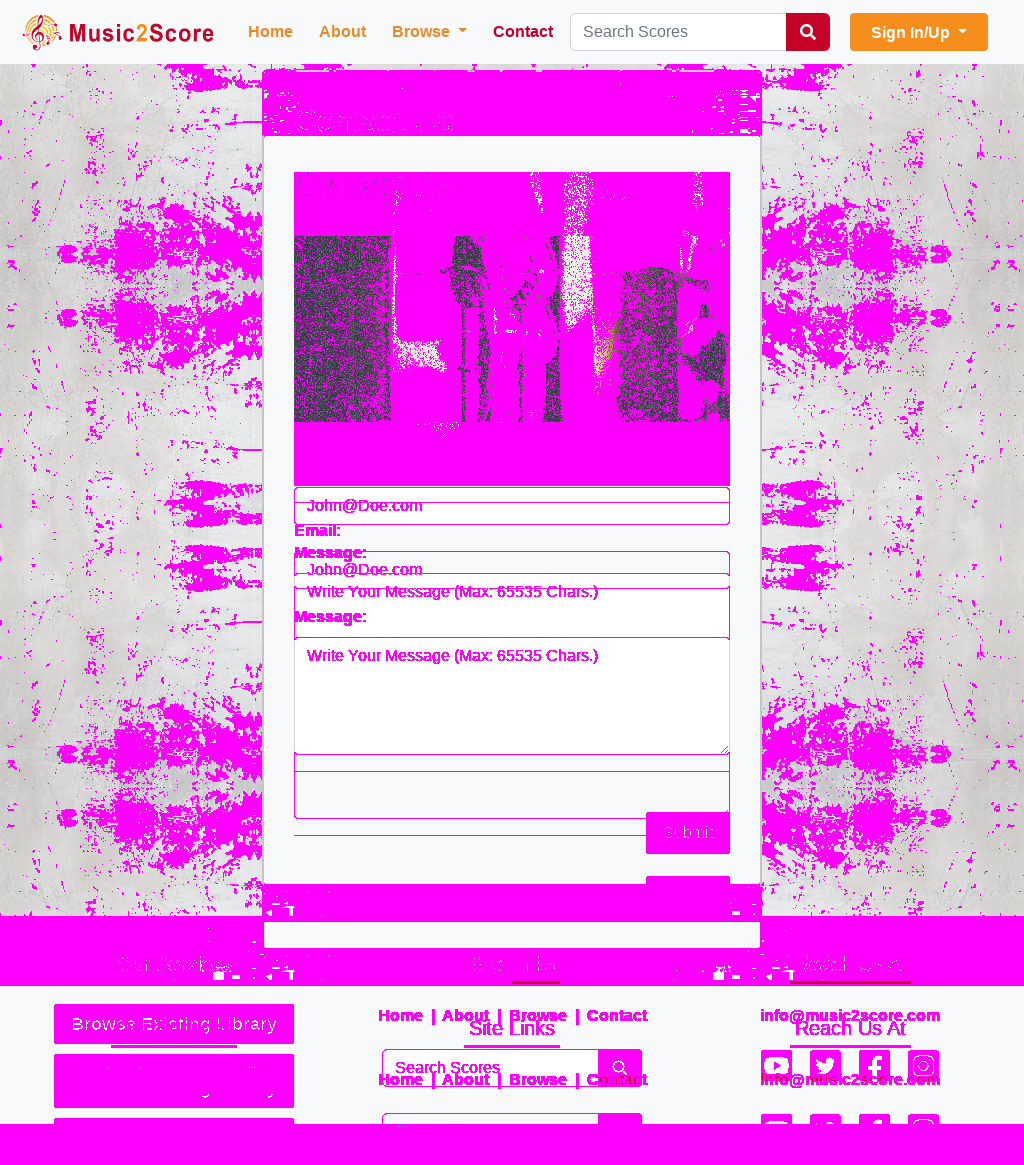 Music2Score Home About Browse Contact Search Scores Sign In/Up
John@Doe.com
Email:
Message:
John@Doe.com
Write Your Message (Max: 65535 Chars.)
Message:
Write Your Message (Max: 65535 Chars.)
Submit
Home | About | Browse | Contact
info@music2score.com
Browse Existing Library
Site Links
Reach Us At
Search Scores
Home | About | Browse | Contact
info@music2score.com